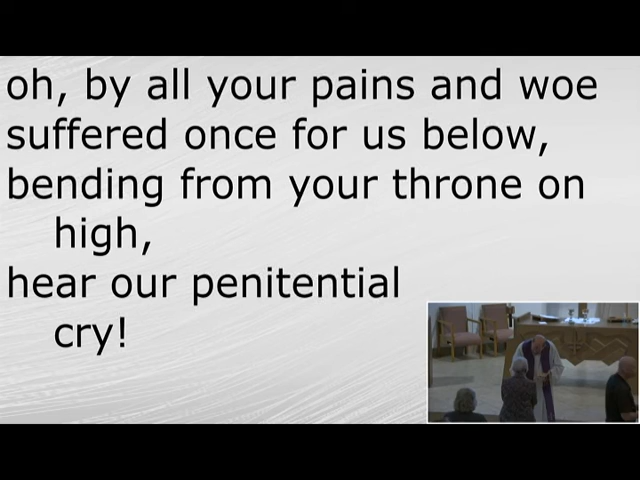 oh, by all your pains and woe
suffered once for us below,
bending from your throne on
high,
hear our penitential
cry!